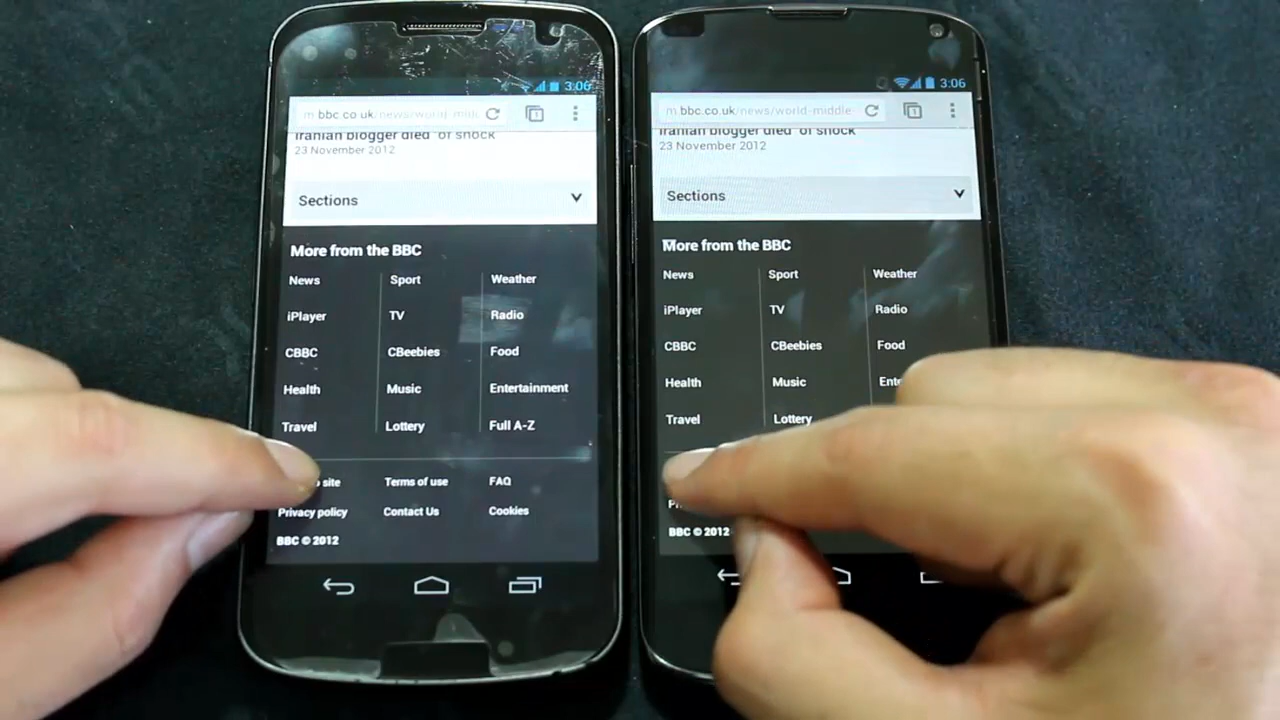 3:06
m.bbc.co.uk/news/world-midd
Iranian blogger died 'of shock'
23 November 2012
Sections
More from the BBC
News Sport Weather
iPlayer TV Radio
CBBC CBeebies Food
Health Music Entertainment
Travel Lottery Full A-Z
site Terms of use FAQ
Privacy policy Contact Us Cookies
BBC © 2012
3:06
m.bbc.co.uk/news/world-middle
Iranian blogger died 'of shock'
23 November 2012
Sections
More from the BBC
News Sport Weather
iPlayer TV Radio
CBBC CBeebies Food
Health Music
Travel Lottery
BBC © 2012